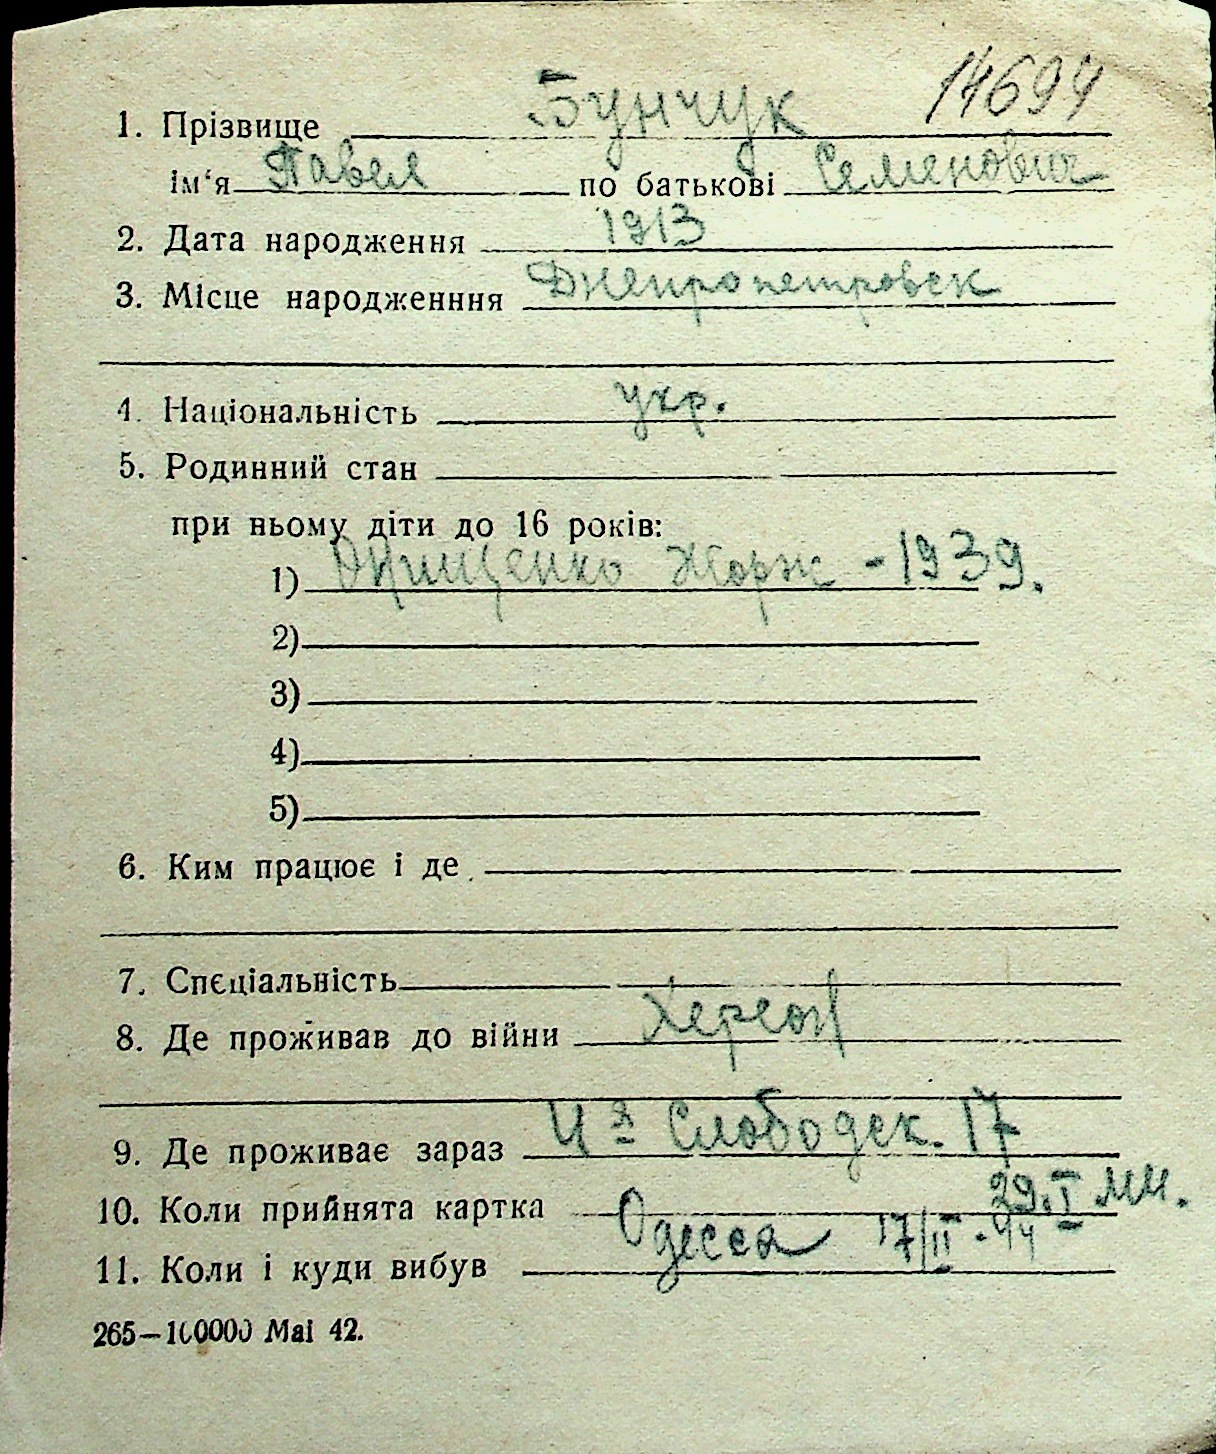 14694
1. Прізвище Бунчук
ім‘я Павел по батькові Семенович
2. Дата народження 1913
3. Місце народженння Днепропетровск
4. Національність укр.
5. Родинний стан
при ньому діти до 16 років:
1) Онищенко Жорж - 1939.
2)
3)
4)
5)
6. Ким працює і де
7. Спєціальність
8. Де проживав до війни Херсон
9. Де проживає зараз 4ая Слободск. 17
10. Коли прийнята картка 29.I
11. Коли і куди вибув Одесса 17/II-44
265—100000 Mai 42.